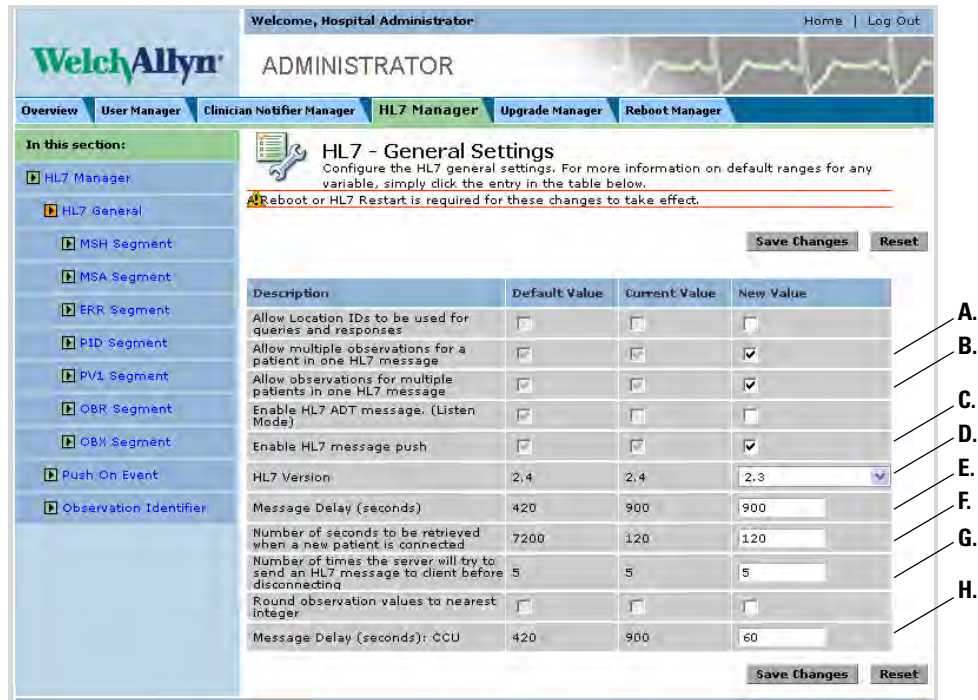 Welcome, Hospital Administrator
Home | Log Out
WelchAllyn
ADMINISTRATOR
Overview
User Manager
Clinician Notifier Manager
HL7 Manager
Upgrade Manager
Reboot Manager
In this section:
HL7 Manager
HL7 General
MSH Segment
MSA Segment
ERR Segment
PID Segment
PV1 Segment
OBR Segment
OBX Segment
Push On Event
Observation Identifier
HL7 - General Settings
Configure the HL7 general settings. For more information on default ranges for any
variable, simply click the entry in the table below.
A Reboot or HL7 Restart is required for these changes to take effect.
Save Changes Reset
Description Default Value Current Value New Value
Allow Location IDs to be used for
queries and responses
Allow multiple observations for a
patient in one HL7 message
A.
Allow observations for multiple
patients in one HL7 message
B.
Enable HL7 ADT message. (Listen
Mode)
Enable HL7 message push
C.
HL7 Version 2.4 2.4 2.3
D.
Message Delay (seconds) 420 900 900
E.
Number of seconds to be retrieved
when a new patient is connected 7200 120 120
F.
Number of times the server will try to
send an HL7 message to client before
disconnecting 5 5 5
G.
Round observation values to nearest
integer
Message Delay (seconds): CCU 420 900 60
H.
Save Changes Reset